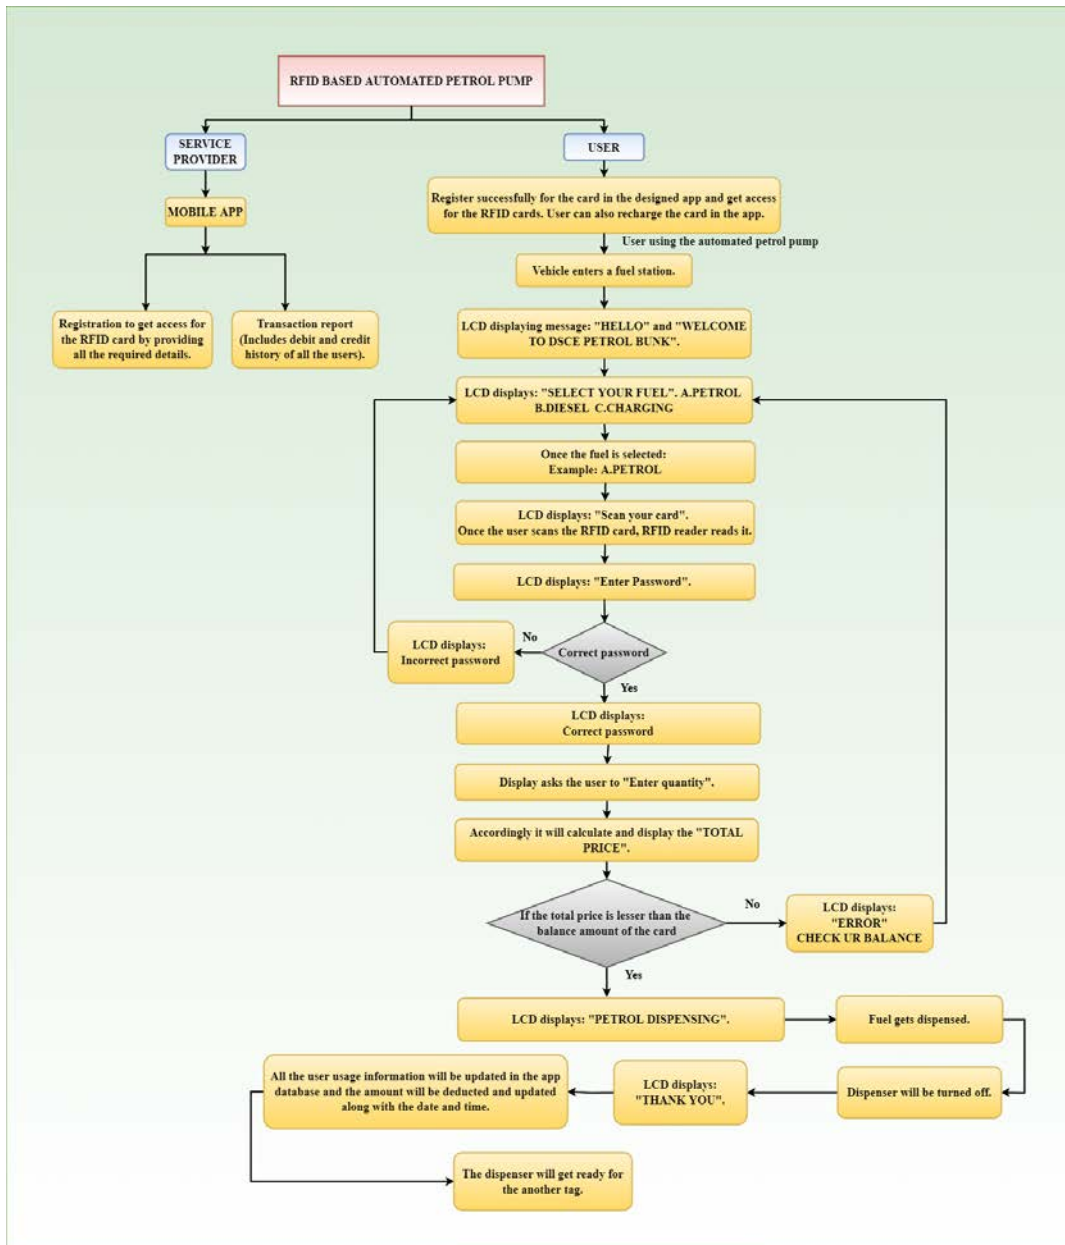 RFID BASED AUTOMATED PETROL PUMP
SERVICE
PROVIDER
USER
MOBILE APP
Register successfully for the card in the designed app and get access
for the RFID cards. User can also recharge the card in the app.
User using the automated petrol pump
Vehicle enters a fuel station.
Registration to get access for
the RFID card by providing
all the required details.
Transaction report
(Includes debit and credit
history of all the users).
LCD displaying message: "HELLO" and "WELCOME
TO DSCE PETROL BUNK".
LCD displays: "SELECT YOUR FUEL". A.PETROL
B.DIESEL C.CHARGING
Once the fuel is selected:
Example: A.PETROL
LCD displays: "Scan your card".
Once the user scans the RFID card, RFID reader reads it.
LCD displays: "Enter Password".
Correct password
No
LCD displays:
Incorrect password
Yes
LCD displays:
Correct password
Display asks the user to "Enter quantity".
Accordingly it will calculate and display the "TOTAL
PRICE".
If the total price is lesser than the
balance amount of the card
No
LCD displays:
"ERROR"
CHECK UR BALANCE
Yes
LCD displays: "PETROL DISPENSING".
Fuel gets dispensed.
Dispenser will be turned off.
LCD displays:
"THANK YOU".
All the user usage information will be updated in the app
database and the amount will be deducted and updated
along with the date and time.
The dispenser will get ready for
the another tag.